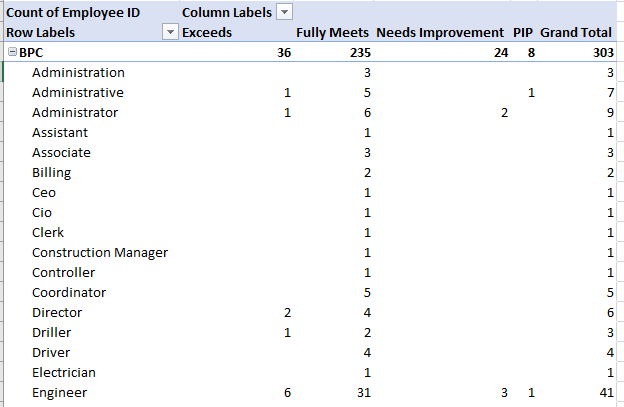 Count of Employee ID Column Labels
Row Labels Exceeds Fully Meets Needs Improvement PIP Grand Total
BPC 36 235 24 8 303
Administration 3 3
Administrative 1 5 1 7
Administrator 1 6 2 9
Assistant 1 1
Associate 3 3
Billing 2 2
Ceo 1 1
Cio 1 1
Clerk 1 1
Construction Manager 1 1
Controller 1 1
Coordinator 5 5
Director 2 4 6
Driller 1 2 3
Driver 4 4
Electrician 1 1
Engineer 6 31 3 1 41